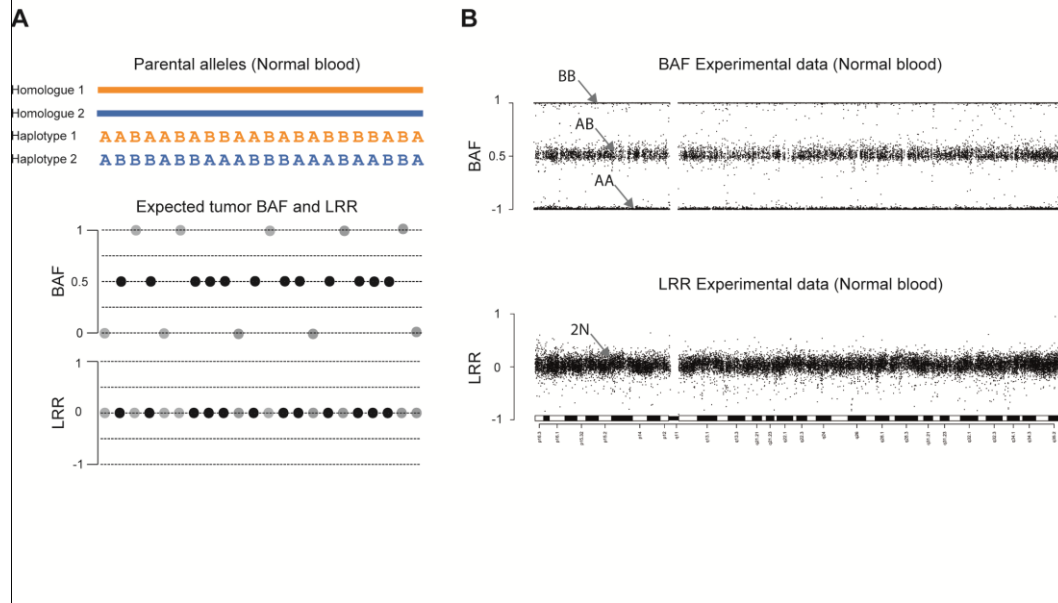 A
Parental alleles (Normal blood)
Homologue 1
Homologue 2
Haplotype 1 AABAABABBAABABABBBBABA
Haplotype 2 ABBBABBAAABBBAAABAABBA
Expected tumor BAF and LRR
BAF
1
0.5
0
LRR
1
0
-1
B
BAF Experimental data (Normal blood)
BB
AB
AA
BAF
1
0.5
-1
LRR Experimental data (Normal blood)
2N
LRR
1
0
-1